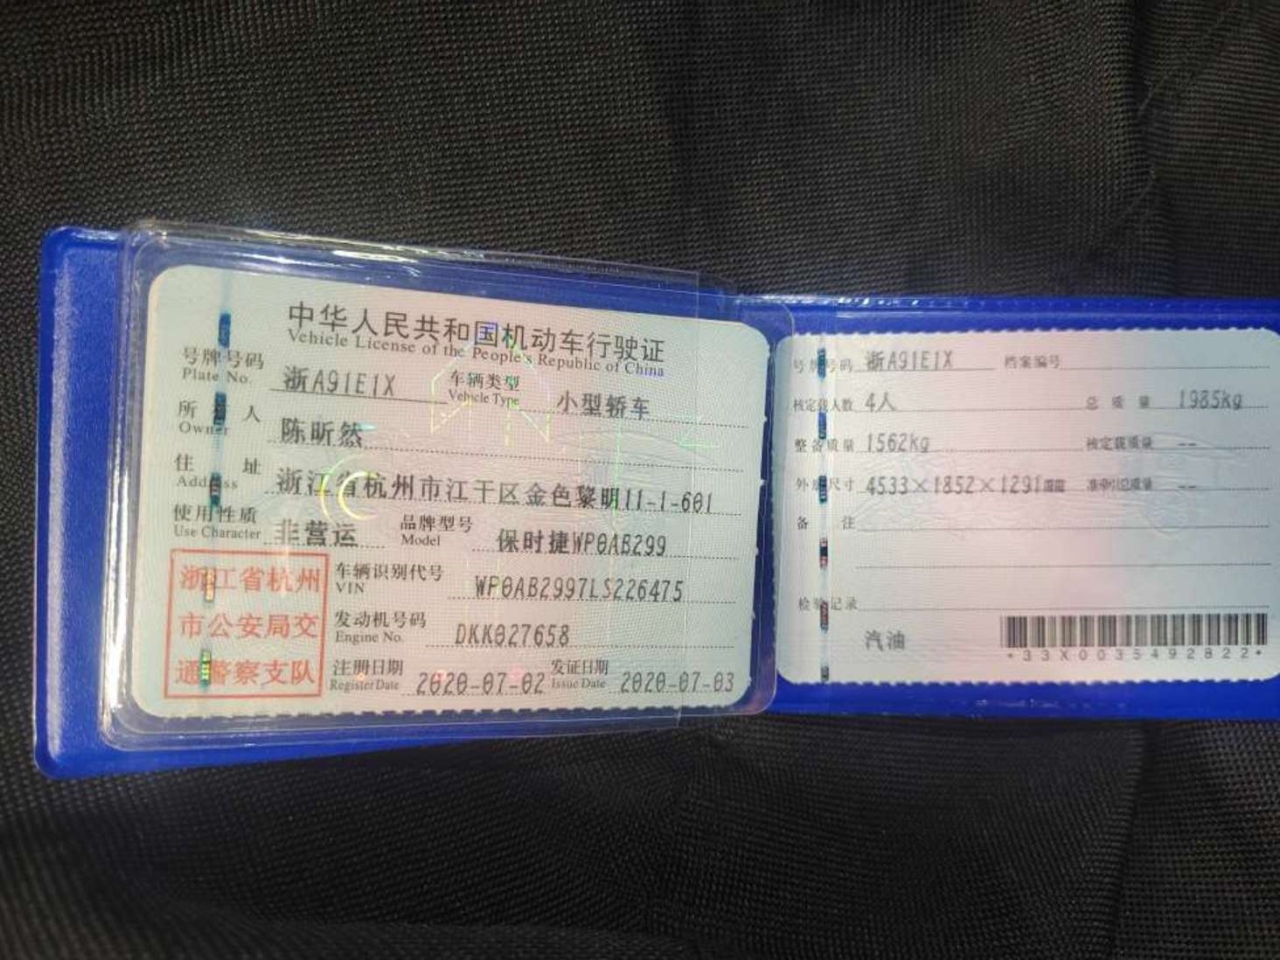 中华人民共和国机动车行驶证
Vehicle License of the People's Republic of China
号牌号码 浙A91E1X 车辆类型 小型轿车
Plate No. Vehicle Type
所有人 陈昕然
Owner
住址 浙江省杭州市江干区金色黎明11-1-601
Address
使用性质 非营运 品牌型号 保时捷WP0AB299
Use Character Model
浙江省杭州市公安局交通警察支队
车辆识别代号 WP0AB2997LS226475
VIN
发动机号码 DKK027658
Engine No.
注册日期 2020-07-02 发证日期 2020-07-03
Register Date Issue Date
号牌号码 浙A91E1X 档案编号
核定载人数 4人 总质量 1985kg
整备质量 1562kg 核定载质量 --
外廓尺寸 4533×1852×1291 准牵引总质量 --
备注
检验记录
汽油
*33X0035492822*